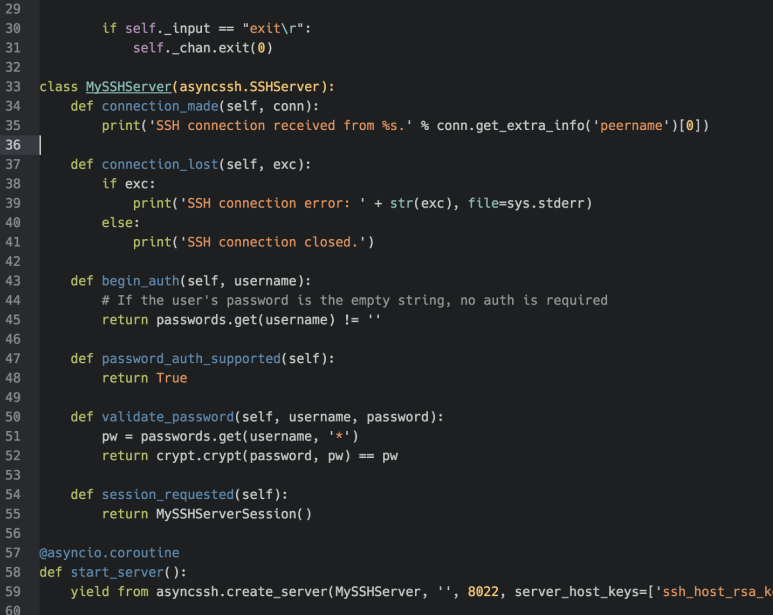 29
30 if self._input == "exit\r":
31 self._chan.exit(0)
32
33 class MySSHServer(asyncssh.SSHServer):
34 def connection_made(self, conn):
35 print('SSH connection received from %s.' % conn.get_extra_info('peername')[0])
36
37 def connection_lost(self, exc):
38 if exc:
39 print('SSH connection error: ' + str(exc), file=sys.stderr)
40 else:
41 print('SSH connection closed.')
42
43 def begin_auth(self, username):
44 # If the user's password is the empty string, no auth is required
45 return passwords.get(username) != ''
46
47 def password_auth_supported(self):
48 return True
49
50 def validate_password(self, username, password):
51 pw = passwords.get(username, '*')
52 return crypt.crypt(password, pw) == pw
53
54 def session_requested(self):
55 return MySSHServerSession()
56
57 @asyncio.coroutine
58 def start_server():
59 yield from asyncssh.create_server(MySSHServer, '', 8022, server_host_keys=['ssh_host_rsa_k
60